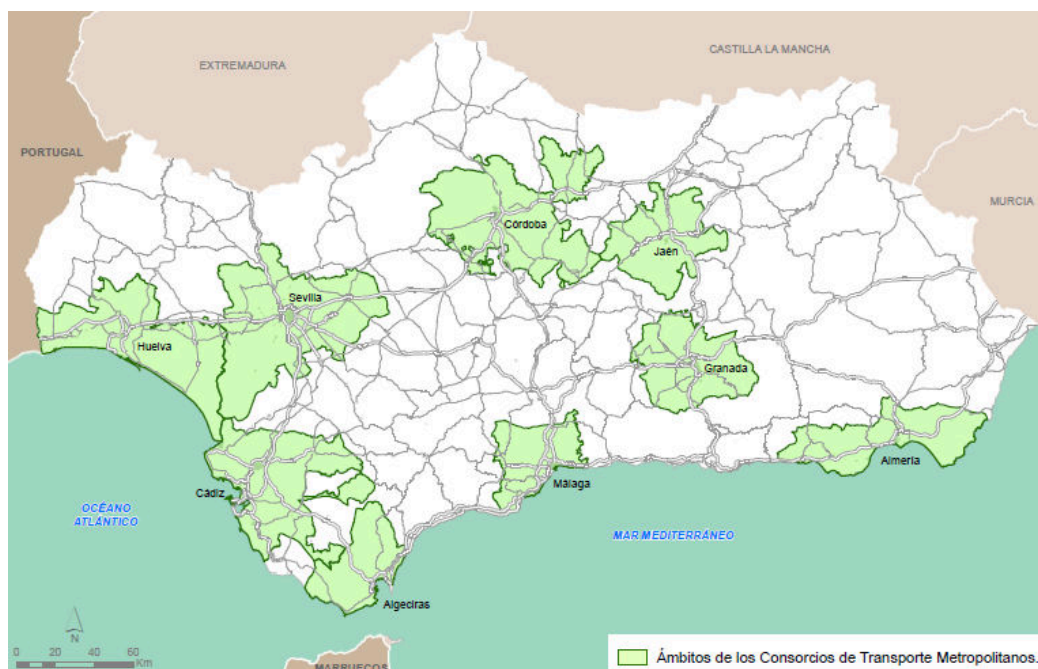 CASTILLA LA MANCHA
EXTREMADURA
PORTUGAL
MURCIA
Córdoba
Jaén
Sevilla
Huelva
Granada
Almería
Málaga
Cádiz
OCÉANO
ATLÁNTICO
MAR MEDITERRÁNEO
Algeciras
N
0 20 40 60
Km
MARRUECOS
Ámbitos de los Consorcios de Transporte Metropolitanos.